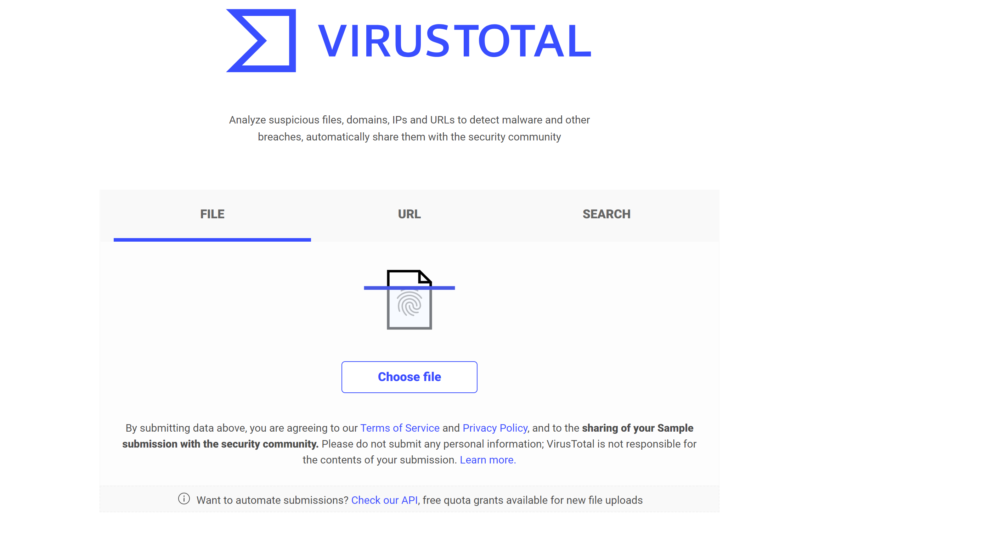 VIRUSTOTAL
Analyze suspicious files, domains, IPs and URLs to detect malware and other
breaches, automatically share them with the security community
FILE
URL
SEARCH
Choose file
By submitting data above, you are agreeing to our Terms of Service and Privacy Policy, and to the sharing of your Sample
submission with the security community. Please do not submit any personal information; VirusTotal is not responsible for
the contents of your submission. Learn more.
Want to automate submissions? Check our API, free quota grants available for new file uploads